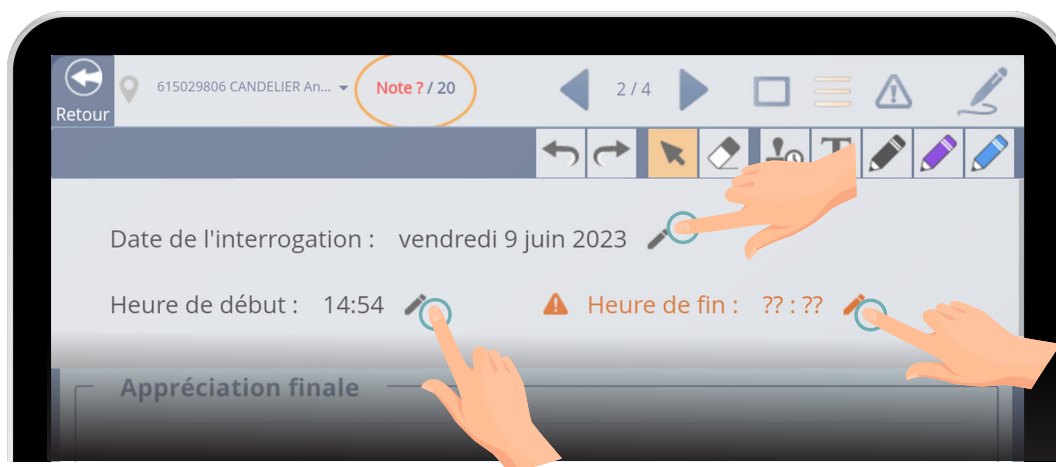 Retour
615029806 CANDELIER An...
Note ? / 20
2 / 4
T
Date de l'interrogation : vendredi 9 juin 2023
Heure de début : 14:54
Heure de fin : ?? : ??
Appréciation finale